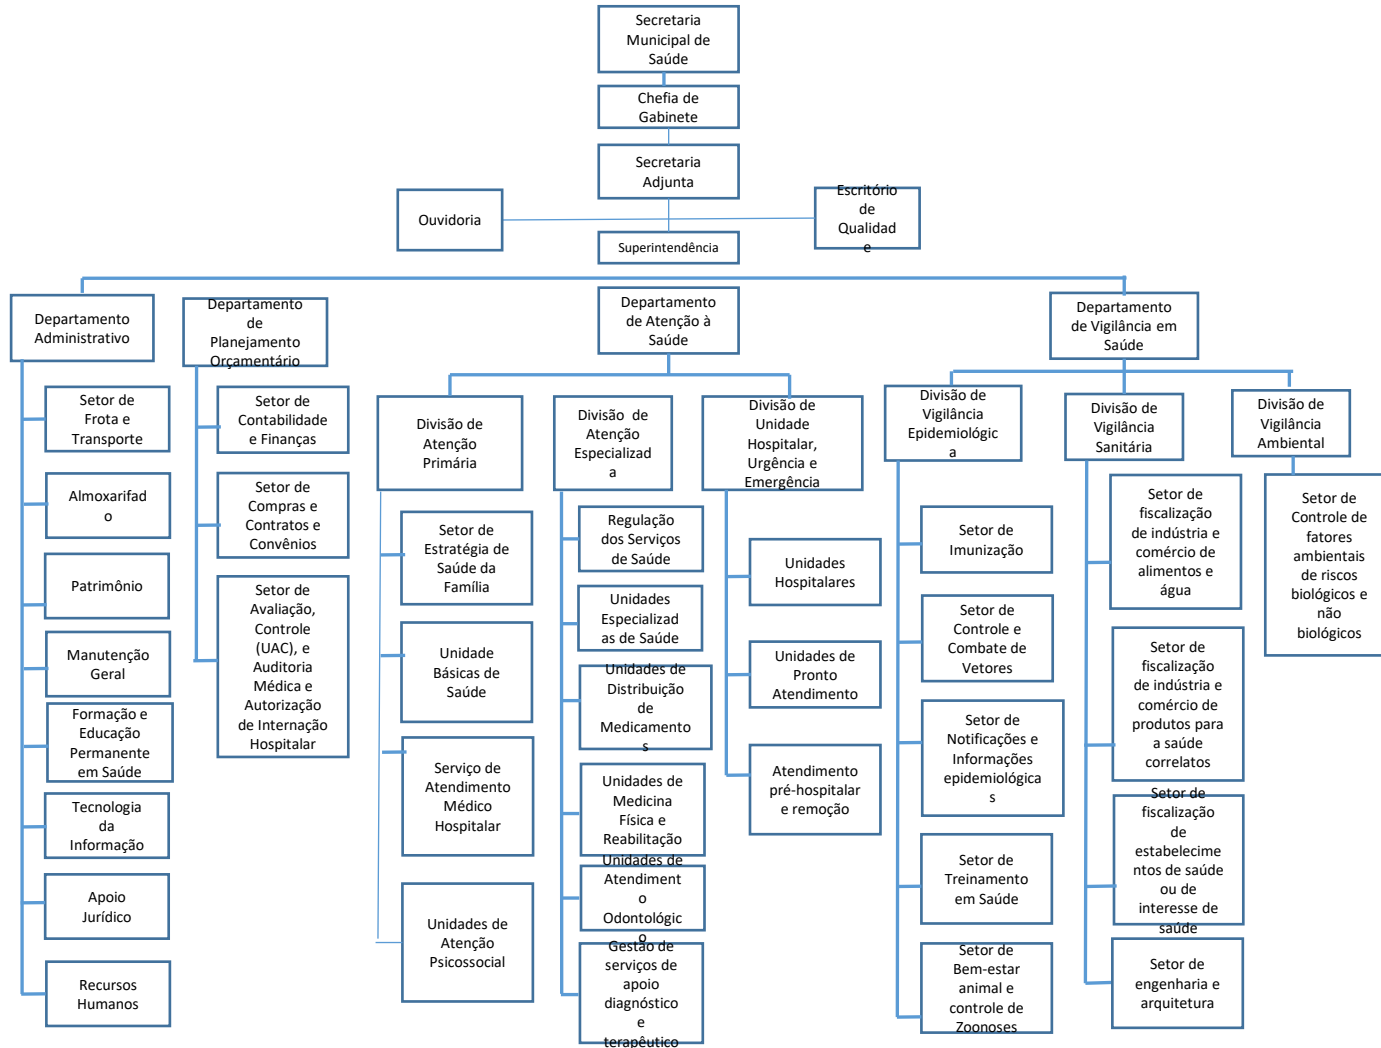 Secretaria
Municipal de
Saúde
Chefia de
Gabinete
Secretaria
Adjunta
Ouvidoria
Escritório
de
Qualidad
e
Superintendência
Departamento
Administrativo
Departamento
de
Planejamento
Orçamentário
Departamento
de Atenção à
Saúde
Departamento
de Vigilância em
Saúde
Setor de
Frota e
Transporte
Almoxarifad
o
Patrimônio
Manutenção
Geral
Formação e
Educação
Permanente
em Saúde
Tecnologia
da
Informação
Apoio
Jurídico
Recursos
Humanos
Setor de
Contabilidade
e Finanças
Setor de
Compras e
Contratos e
Convênios
Setor de
Avaliação,
Controle
(UAC), e
Auditoria
Médica e
Autorização
de Internação
Hospitalar
Divisão de
Atenção
Primária
Setor de
Estratégia de
Saúde da
Família
Unidade
Básicas de
Saúde
Serviço de
Atendimento
Médico
Hospitalar
Unidades de
Atenção
Psicossocial
Divisão de
Atenção
Especializad
a
Regulação
dos Serviços
de Saúde
Unidades
Especializad
as de Saúde
Unidades de
Distribuição
de
Medicamento
s
Unidades de
Medicina
Física e
Reabilitação
Unidades de
Atendiment
o
Odontológic
o
Gestão de
serviços de
apoio
diagnóstico
e
terapêutico
Divisão de
Unidade
Hospitalar,
Urgência e
Emergência
Unidades
Hospitalares
Unidades de
Pronto
Atendimento
Atendimento
pré-hospitalar
e remoção
Divisão de
Vigilância
Epidemiológic
a
Setor de
Imunização
Setor de
Controle e
Combate de
Vetores
Setor de
Notificações e
Informações
epidemiológica
s
Setor de
Treinamento
em Saúde
Setor de
Bem-estar
animal e
controle de
Zoonoses
Divisão de
Vigilância
Sanitária
Setor de
fiscalização
de indústria e
comércio de
alimentos e
água
Setor de
fiscalização
de indústria e
comércio de
produtos para
a saúde
correlatos
Setor de
fiscalização
de
estabelecime
ntos de saúde
ou de
interesse de
saúde
Setor de
engenharia e
arquitetura
Divisão de
Vigilância
Ambiental
Setor de
Controle de
fatores
ambientais
de riscos
biológicos e
não
biológicos